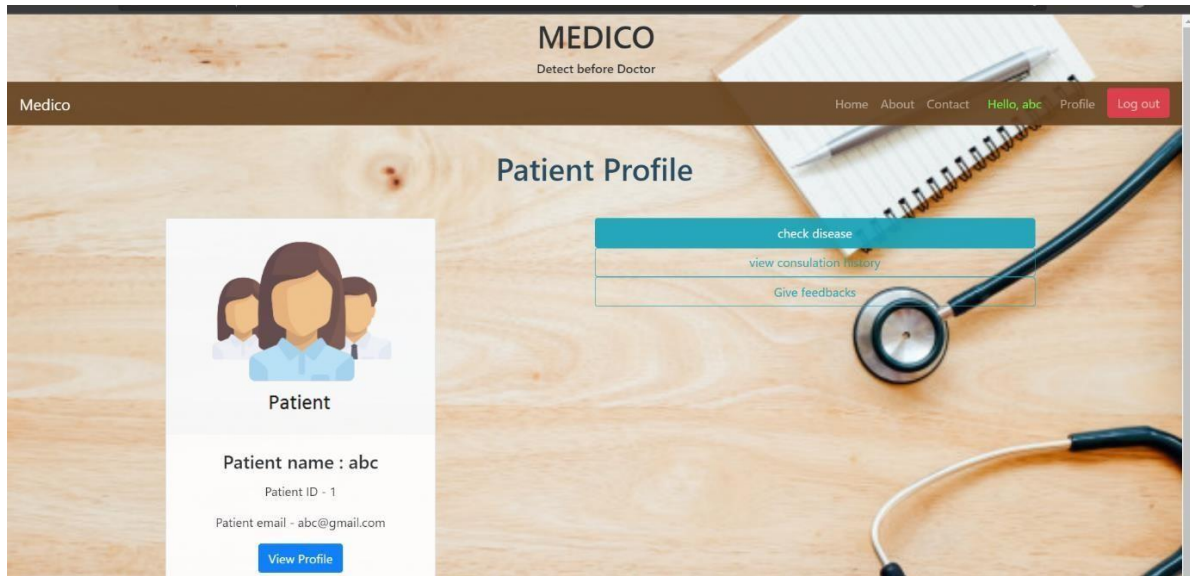 MEDICO
Detect before Doctor
Medico Home About Contact Hello, abc Profile Log out
Patient Profile
check disease
view consulation history
Give feedbacks
Patient
Patient name : abc
Patient ID - 1
Patient email - abc@gmail.com
View Profile